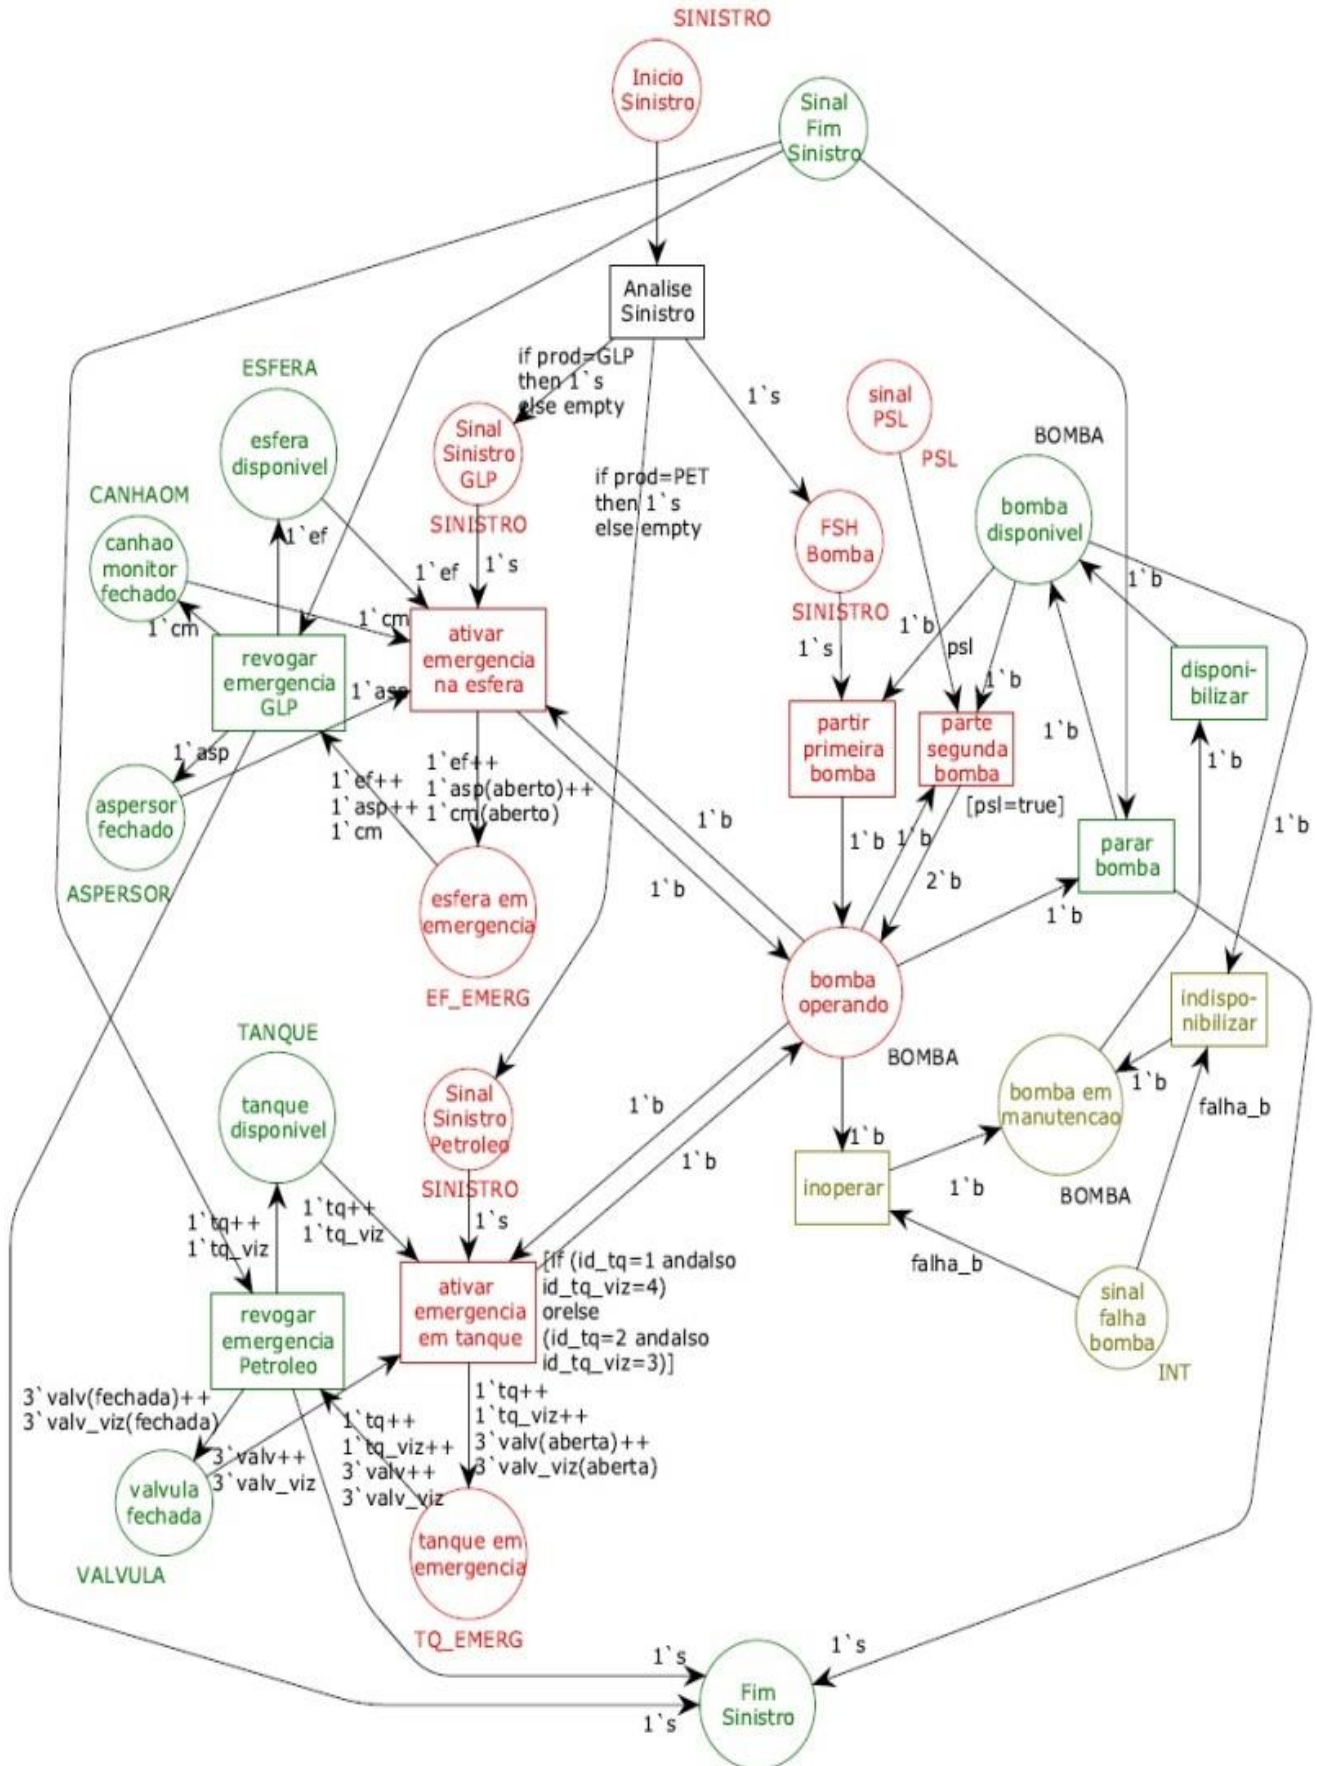 SINISTRO
Inicio
Sinistro
Sinal
Fim
Sinistro
Analise
Sinistro
if prod=GLP
then 1`s
else empty
1`s
ESFERA
esfera
disponivel
Sinal
Sinistro
GLP
SINISTRO
if prod=PET
then 1`s
else empty
sinal
PSL
PSL
BOMBA
bomba
disponivel
CANHAOM
canhao
monitor
fechado
1`ef
1`cm
1`ef
1`s
1`cm
FSH
Bomba
SINISTRO
1`s
1`b
psl
1`b
1`b
revogar
emergencia
GLP
ativar
emergencia
na esfera
1`asp
partir
primeira
bomba
parte
segunda
bomba
[psl=true]
1`b
disponi-
bilizar
1`b
1`b
1`asp
aspersor
fechado
ASPERSOR
1`ef++
1`asp++
1`cm
1`ef++
1`asp(aberto)++
1`cm(aberto)
1`b
1`b
1`b
1`b
2`b
parar
bomba
1`b
esfera em
emergencia
EF_EMERG
bomba
operando
BOMBA
indispo-
nibilizar
TANQUE
tanque
disponivel
Sinal
Sinistro
Petroleo
SINISTRO
1`b
1`b
1`b
bomba em
manutencao
BOMBA
1`b
falha_b
inoperar
1`b
1`tq++
1`tq_viz
1`tq++
1`tq_viz
1`s
falha_b
sinal
falha
bomba
INT
revogar
emergencia
Petroleo
ativar
emergencia
em tanque
[if (id_tq=1 andalso
id_tq_viz=4)
orelse
(id_tq=2 andalso
id_tq_viz=3)]
3`valv(fechada)++
3`valv_viz(fechada)
3`valv++
3`valv_viz
1`tq++
1`tq_viz++
3`valv++
3`valv_viz
1`tq++
1`tq_viz++
3`valv(aberta)++
3`valv_viz(aberta)
valvula
fechada
VALVULA
tanque em
emergencia
TQ_EMERG
1`s
1`s
1`s
Fim
Sinistro